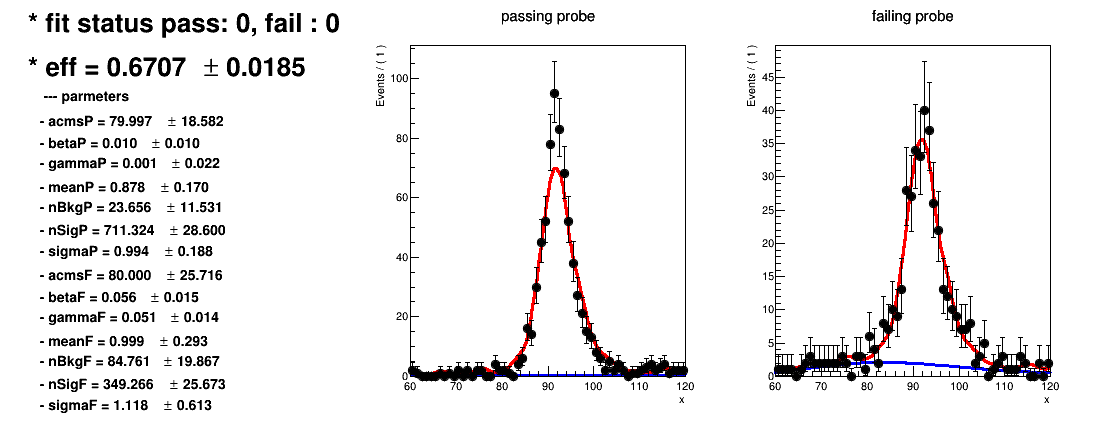 * fit status pass: 0, fail : 0
* eff = 0.6707 ± 0.0185
--- parmeters
- acmsP = 79.997 ± 18.582
- betaP = 0.010 ± 0.010
- gammaP = 0.001 ± 0.022
- meanP = 0.878 ± 0.170
- nBkgP = 23.656 ± 11.531
- nSigP = 711.324 ± 28.600
- sigmaP = 0.994 ± 0.188
- acmsF = 80.000 ± 25.716
- betaF = 0.056 ± 0.015
- gammaF = 0.051 ± 0.014
- meanF = 0.999 ± 0.293
- nBkgF = 84.761 ± 19.867
- nSigF = 349.266 ± 25.673
- sigmaF = 1.118 ± 0.613
passing probe
Events / ( 1 )
100
80
60
40
20
0
60 70 80 90 100 110 120
x
failing probe
Events / ( 1 )
45
40
35
30
25
20
15
10
5
0
60 70 80 90 100 110 120
x